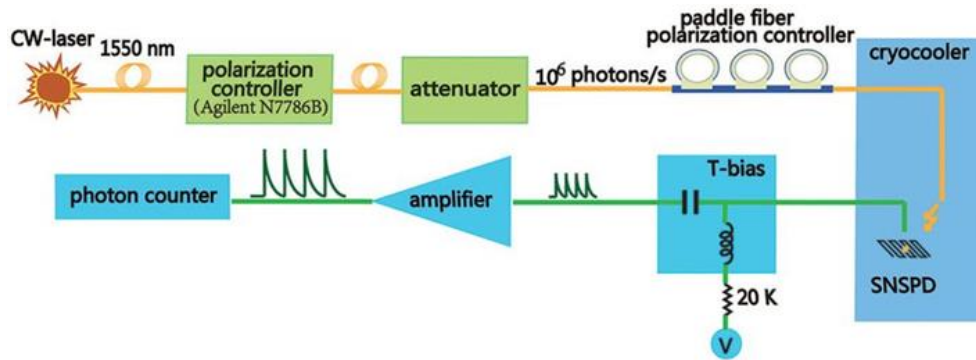 CW-laser
1550 nm
polarization
controller
(Agilent N7786B)
attenuator
10⁶ photons/s
paddle fiber
polarization controller
cryocooler
photon counter
amplifier
T-bias
20 K
V
SNSPD